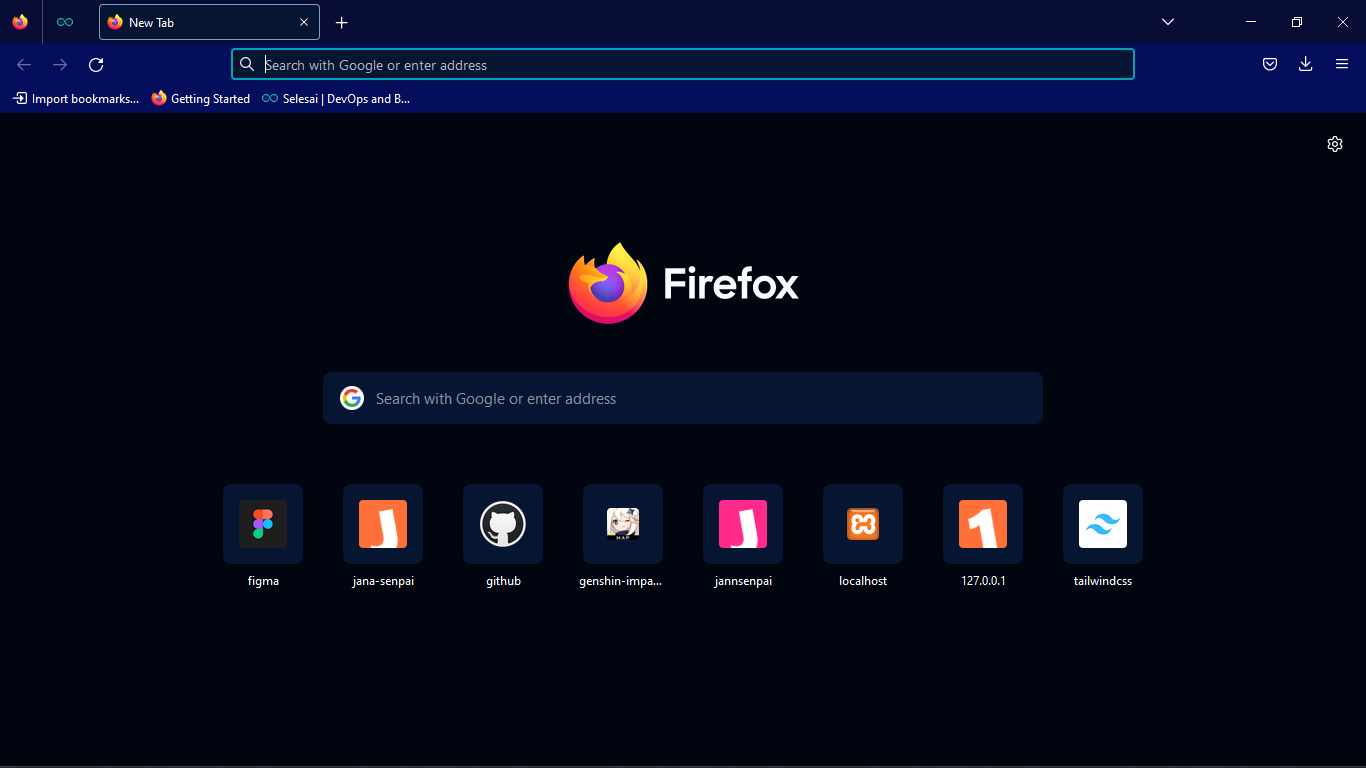 New Tab
Search with Google or enter address
Import bookmarks...
Getting Started
Selesai | DevOps and B...
Firefox
Search with Google or enter address
MAP
figma
jana-senpai
github
genshin-impa...
jannsenpai
localhost
127.0.0.1
tailwindcss